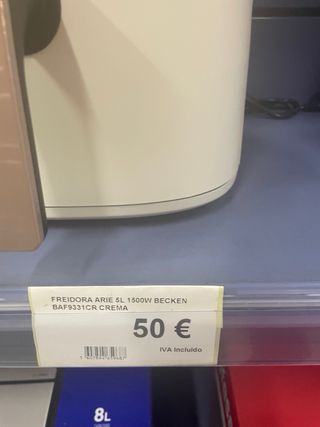 FREIDORA ARIE 5L 1500W BECKEN
BAF9331CR CREMA
50 €
IVA Incluido
8L